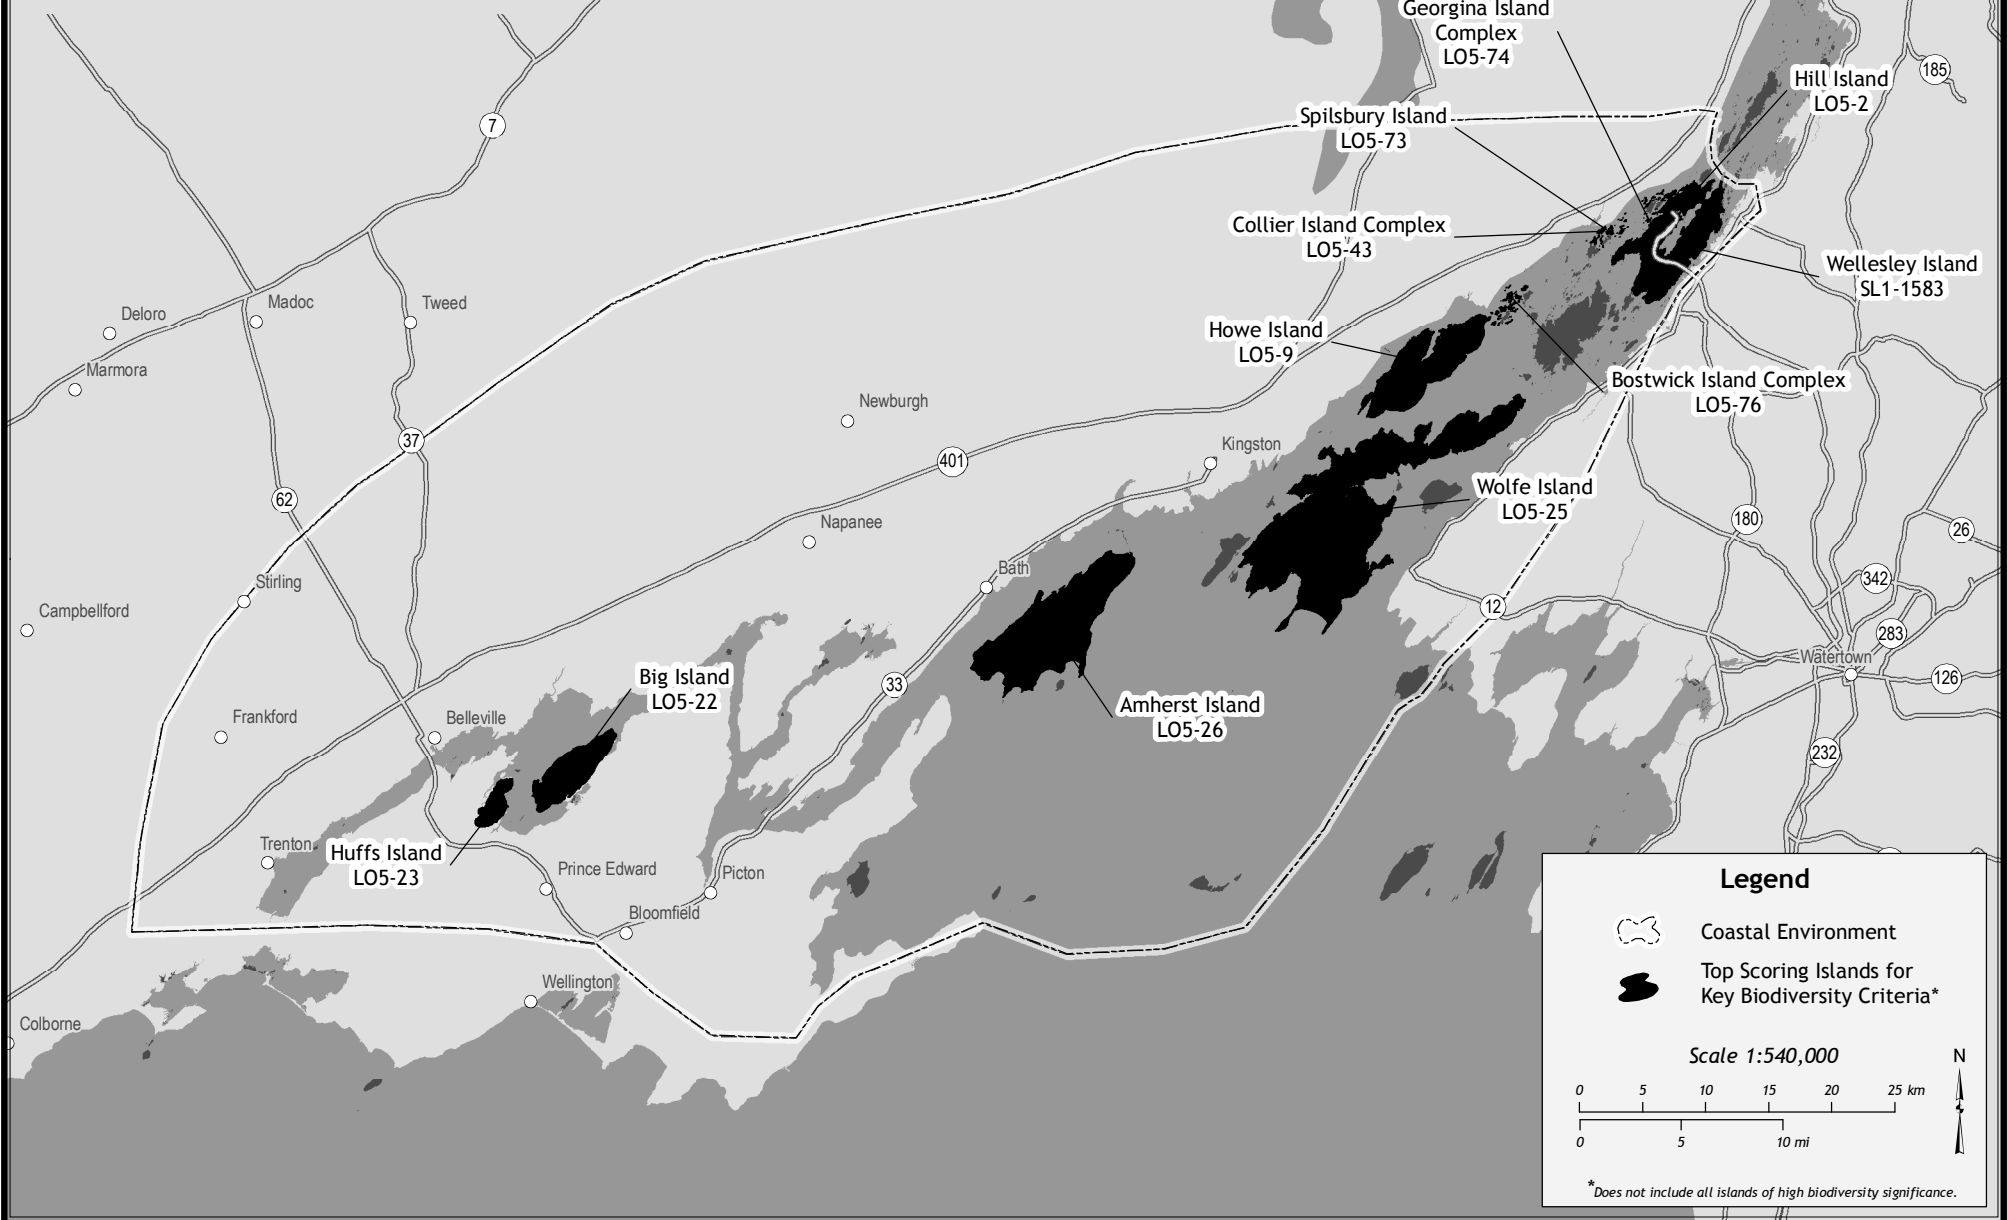 Georgina Island
Complex
LO5-74
Hill Island
LO5-2
185
Spilsbury Island
LO5-73
7
Collier Island Complex
LO5-43
Wellesley Island
SL1-1583
Deloro
Madoc
Tweed
Howe Island
LO5-9
Marmora
Bostwick Island Complex
LO5-76
Newburgh
37
Kingston
401
62
Wolfe Island
LO5-25
Napanee
180
26
Bath
Stirling
342
Campbellford
12
283
Watertown
Big Island
LO5-22
33
126
Amherst Island
LO5-26
Frankford
Belleville
232
Trenton
Huffs Island
LO5-23
Prince Edward
Picton
Bloomfield
Wellington
Colborne
Legend
Coastal Environment
Top Scoring Islands for
Key Biodiversity Criteria*
Scale 1:540,000
N
0 5 10 15 20 25 km
0 5 10 mi
*Does not include all islands of high biodiversity significance.